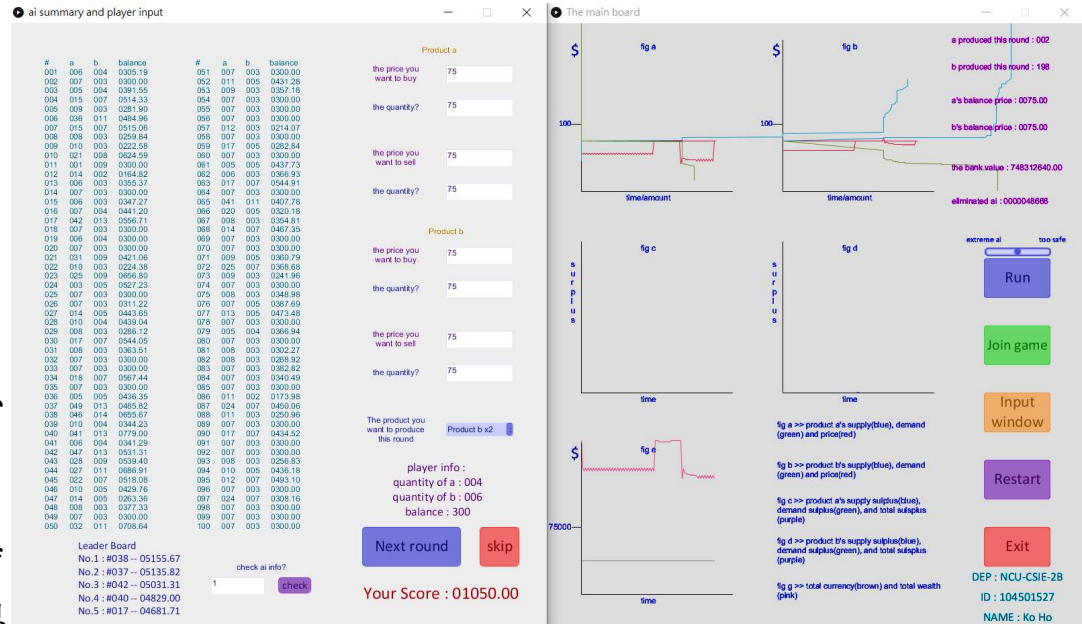 ai summary and player input
# a b balance # a b balance
001 006 004 0305.19 051 007 003 0300.00
002 007 003 0300.00 052 011 005 0431.28
003 005 004 0391.55 053 009 003 0357.18
004 015 007 0514.33 054 007 003 0300.00
005 009 003 0281.90 055 007 003 0300.00
006 036 011 0484.96 056 007 003 0300.00
007 015 007 0515.06 057 012 003 0214.07
008 008 003 0259.84 058 007 003 0300.00
009 010 003 0222.58 059 017 005 0282.84
010 021 008 0624.59 060 007 003 0300.00
011 001 009 0300.00 061 005 005 0437.73
012 014 002 0164.82 062 006 003 0366.93
013 006 003 0355.37 063 017 007 0544.91
014 007 003 0300.00 064 007 003 0300.00
015 006 003 0347.27 065 041 011 0407.78
016 007 004 0441.20 066 020 005 0320.18
017 042 013 0556.71 067 008 003 0354.81
018 007 003 0300.00 068 014 007 0467.35
019 006 004 0300.00 069 007 003 0300.00
020 007 003 0300.00 070 007 003 0300.00
021 031 009 0421.06 071 009 005 0360.79
022 010 003 0224.38 072 025 007 0368.68
023 025 009 0656.80 073 009 003 0241.96
024 003 005 0527.23 074 007 003 0300.00
025 007 003 0300.00 075 008 003 0348.98
026 007 003 0311.22 076 007 005 0387.69
027 014 005 0443.65 077 013 005 0473.48
028 010 004 0439.04 078 007 003 0300.00
029 008 003 0286.12 079 005 004 0366.94
030 017 007 0544.05 080 007 003 0300.00
031 008 003 0363.51 081 008 003 0302.27
032 007 003 0300.00 082 008 003 0268.92
033 007 003 0300.00 083 007 003 0382.82
034 018 007 0567.44 084 007 003 0340.49
035 007 003 0300.00 085 007 003 0300.00
036 005 005 0436.35 086 011 002 0173.98
037 049 013 0485.82 087 024 007 0450.06
038 046 014 0655.67 088 011 003 0250.96
039 010 004 0344.23 089 007 003 0300.00
040 041 013 0779.00 090 017 007 0434.52
041 006 004 0341.29 091 007 003 0300.00
042 047 013 0531.31 092 007 003 0300.00
043 028 009 0539.40 093 008 003 0256.83
044 027 011 0686.91 094 010 005 0436.18
045 022 007 0518.08 095 012 007 0493.10
046 010 005 0429.76 096 007 003 0300.00
047 014 005 0263.36 097 024 007 0308.16
048 008 003 0377.33 098 007 003 0300.00
049 007 003 0300.00 099 007 003 0300.00
050 032 011 0708.64 100 007 003 0300.00
Leader Board
No.1 : #038 -- 05155.67
No.2 : #037 -- 05135.82
No.3 : #042 -- 05031.31
No.4 : #040 -- 04829.00
No.5 : #017 -- 04681.71
check ai info?
1
check
Product a
the price you
want to buy
75
the quantity?
75
the price you
want to sell
75
the quantity?
75
Product b
the price you
want to buy
75
the quantity?
75
the price you
want to sell
75
the quantity?
75
The product you
want to produce
this round
Product b x2
player info :
quantity of a : 004
quantity of b : 006
balance : 300
Next round
skip
Your Score : 01050.00
The main board
$
fig a
100
time/amount
$
fig b
100
time/amount
a produced this round : 002
b produced this round : 198
a's balance price : 0075.00
b's balance price : 0075.00
the bank value : 748312640.00
eliminated ai : 0000048666
fig c
surplus
time
fig d
surplus
time
extreme ai
too safe
Run
Join game
Input
window
Restart
Exit
$
fig e
75000
time
fig a >> product a's supply(blue), demand
(green) and price(red)
fig b >> product b's supply(blue), demand
(green) and price(red)
fig c >> product a's supply sulplus(blue),
demand sulplus(green), and total sulsplus
(purple)
fig d >> product b's supply sulplus(blue),
demand sulplus(green), and total sulsplus
(purple)
fig g >> total currency(brown) and total wealth
(pink)
DEP : NCU-CSIE-2B
ID : 104501527
NAME : Ko Ho